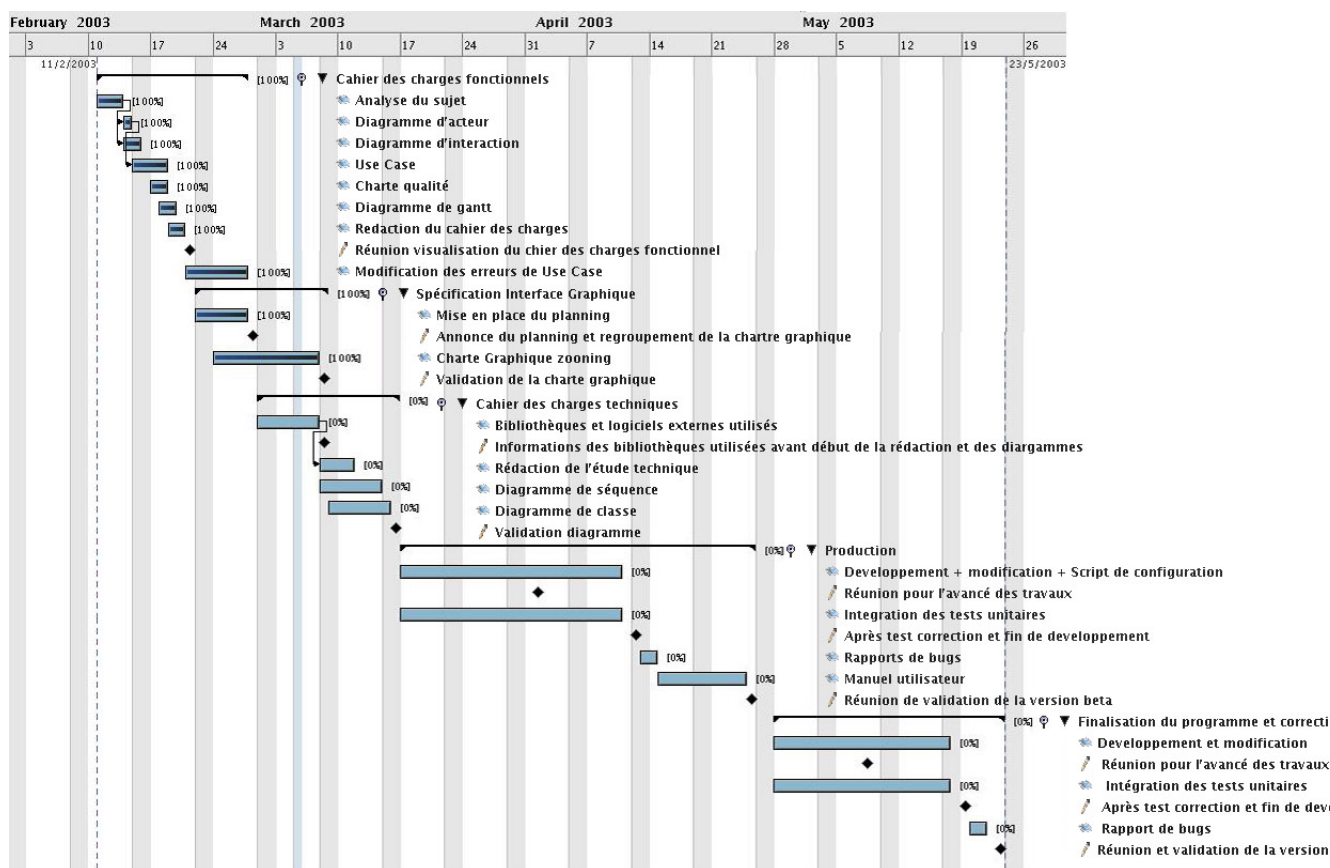 February 2003 March 2003 April 2003 May 2003
3 10 17 24 3 10 17 24 31 7 14 21 28 5 12 19 26
11/2/2003 23/5/2003
[100%] Cahier des charges fonctionnels
[100%] Analyse du sujet
[100%] Diagramme d'acteur
[100%] Diagramme d'interaction
[100%] Use Case
[100%] Charte qualité
[100%] Diagramme de gantt
[100%] Redaction du cahier des charges
Réunion visualisation du chier des charges fonctionnel
[100%] Modification des erreurs de Use Case
[100%] Spécification Interface Graphique
[100%] Mise en place du planning
Annonce du planning et regroupement de la chartre graphique
[100%] Charte Graphique zooning
Validation de la charte graphique
[0%] Cahier des charges techniques
[0%] Bibliothèques et logiciels externes utilisés
Informations des bibliothèques utilisées avant début de la rédaction et des diargammes
[0%] Rédaction de l'étude technique
[0%] Diagramme de séquence
[0%] Diagramme de classe
Validation diagramme
[0%] Production
[0%] Developpement + modification + Script de configuration
Réunion pour l'avancé des travaux
[0%] Integration des tests unitaires
Après test correction et fin de developpement
[0%] Rapports de bugs
[0%] Manuel utilisateur
Réunion de validation de la version beta
[0%] Finalisation du programme et correcti
[0%] Developpement et modification
Réunion pour l'avancé des travaux
[0%] Intégration des tests unitaires
Après test correction et fin de deve
[0%] Rapport de bugs
Réunion et validation de la version